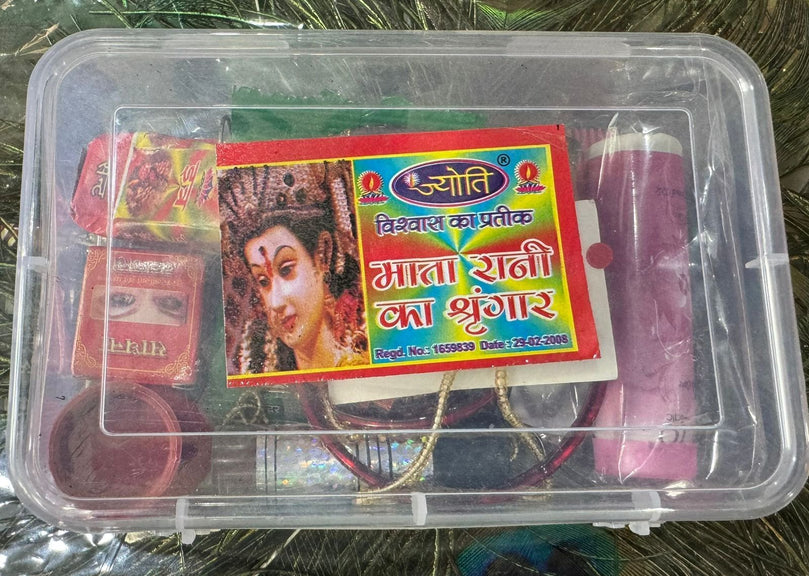 ज्योति
®
विश्वास का प्रतीक
माता रानी
का श्रृंगार
Regd. No.: 1659839 Date : 29-02-2008